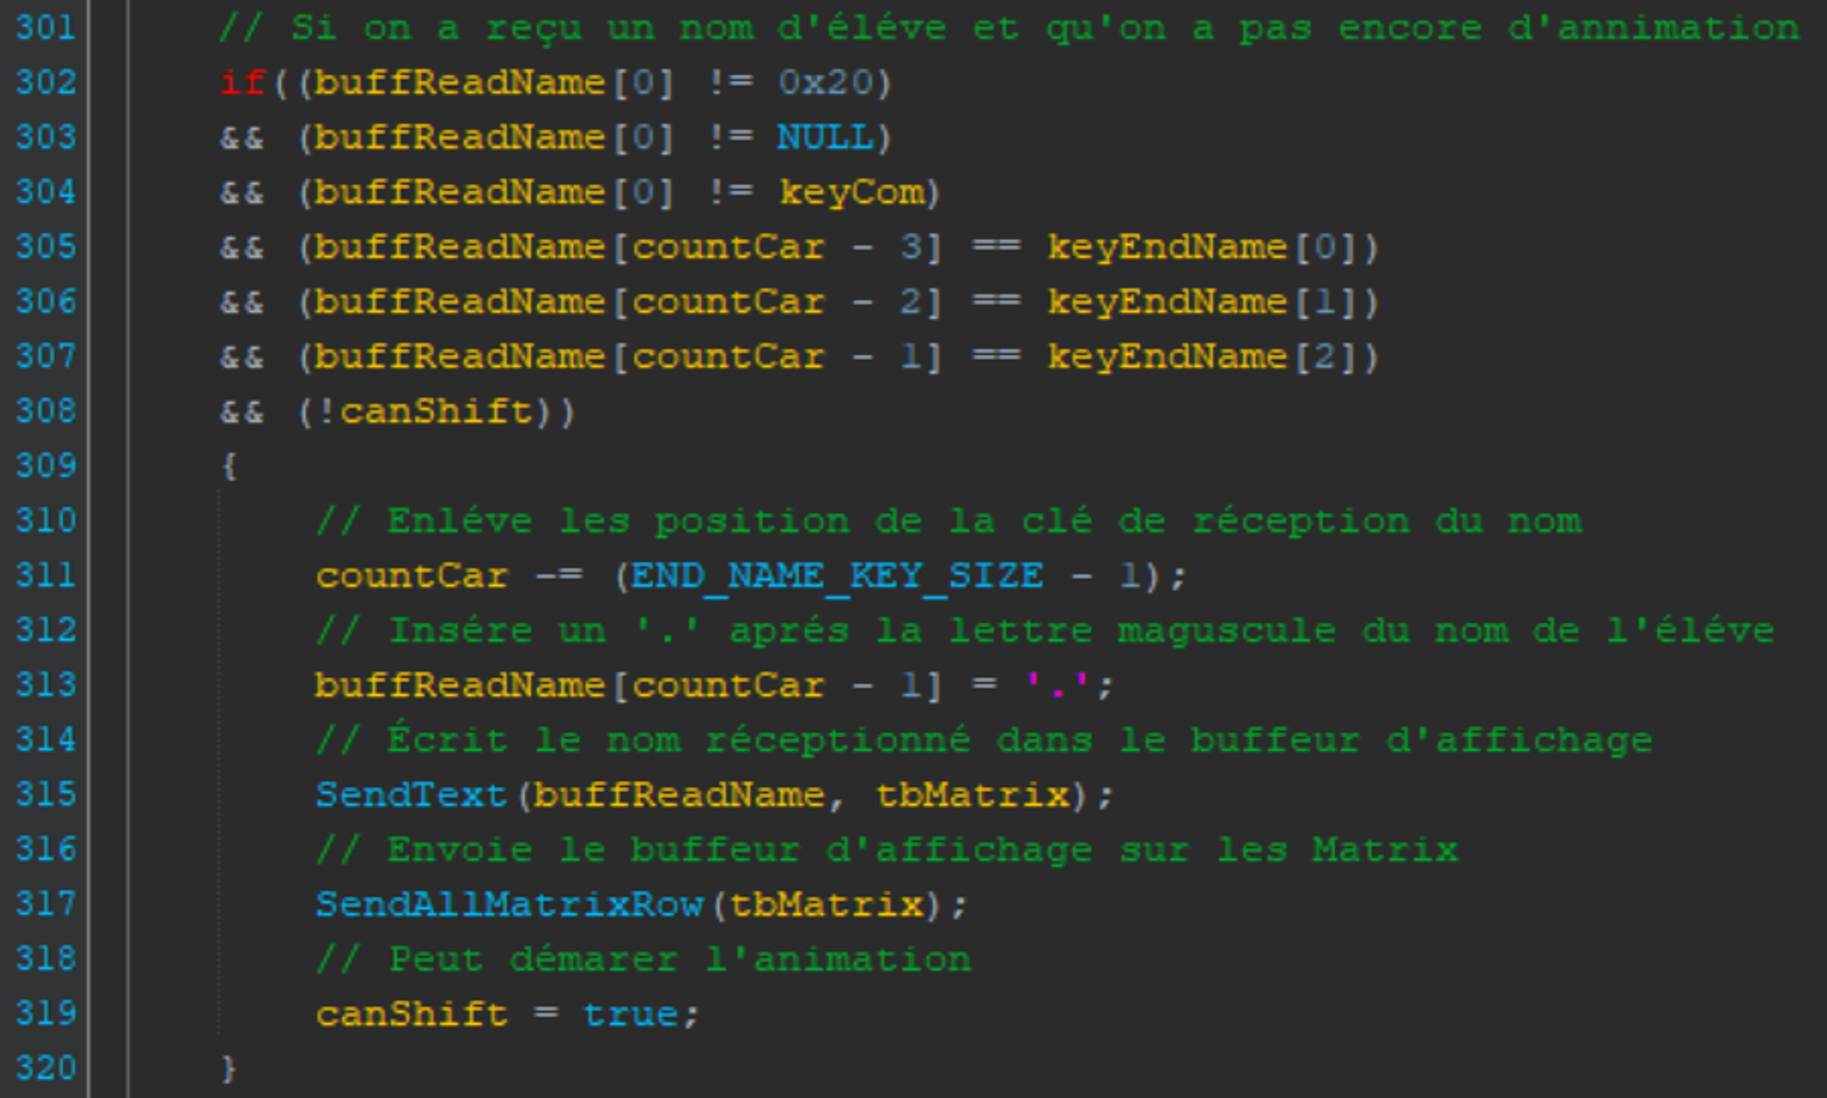 301 // Si on a reçu un nom d'éléve et qu'on a pas encore d'annimation
302 if((buffReadName[0] != 0x20)
303 && (buffReadName[0] != NULL)
304 && (buffReadName[0] != keyCom)
305 && (buffReadName[countCar - 3] == keyEndName[0])
306 && (buffReadName[countCar - 2] == keyEndName[1])
307 && (buffReadName[countCar - 1] == keyEndName[2])
308 && (!canShift))
309 {
310 // Enléve les position de la clé de réception du nom
311 countCar -= (END_NAME_KEY_SIZE - 1);
312 // Insére un '.' aprés la lettre maguscule du nom de l'éléve
313 buffReadName[countCar - 1] = '.';
314 // Écrit le nom réceptionné dans le buffeur d'affichage
315 SendText(buffReadName, tbMatrix);
316 // Envoie le buffeur d'affichage sur les Matrix
317 SendAllMatrixRow(tbMatrix);
318 // Peut démarer l'animation
319 canShift = true;
320 }